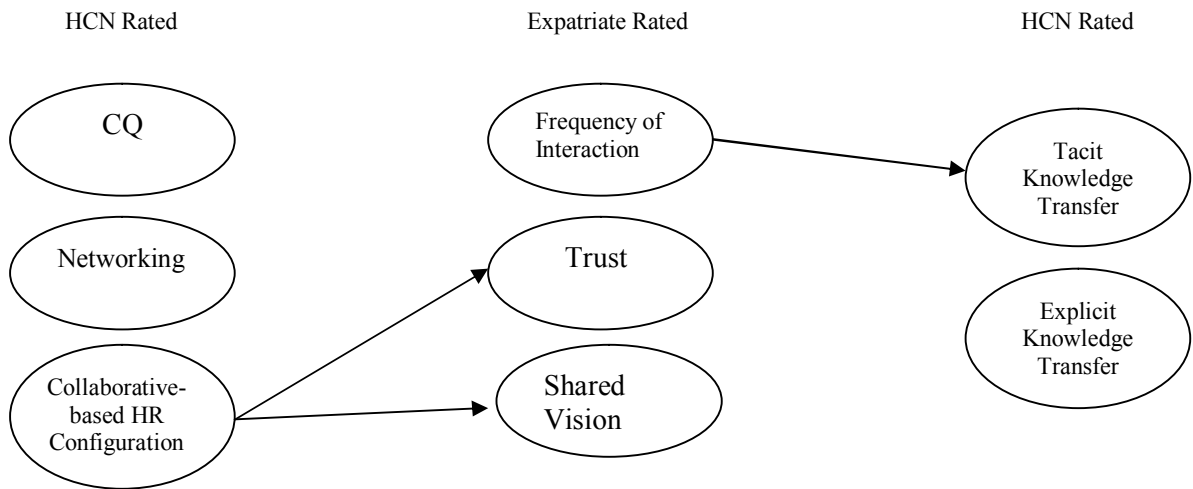 HCN Rated
Expatriate Rated
HCN Rated
CQ
Frequency of
Interaction
Tacit
Knowledge
Transfer
Networking
Trust
Explicit
Knowledge
Transfer
Collaborative-
based HR
Configuration
Shared
Vision